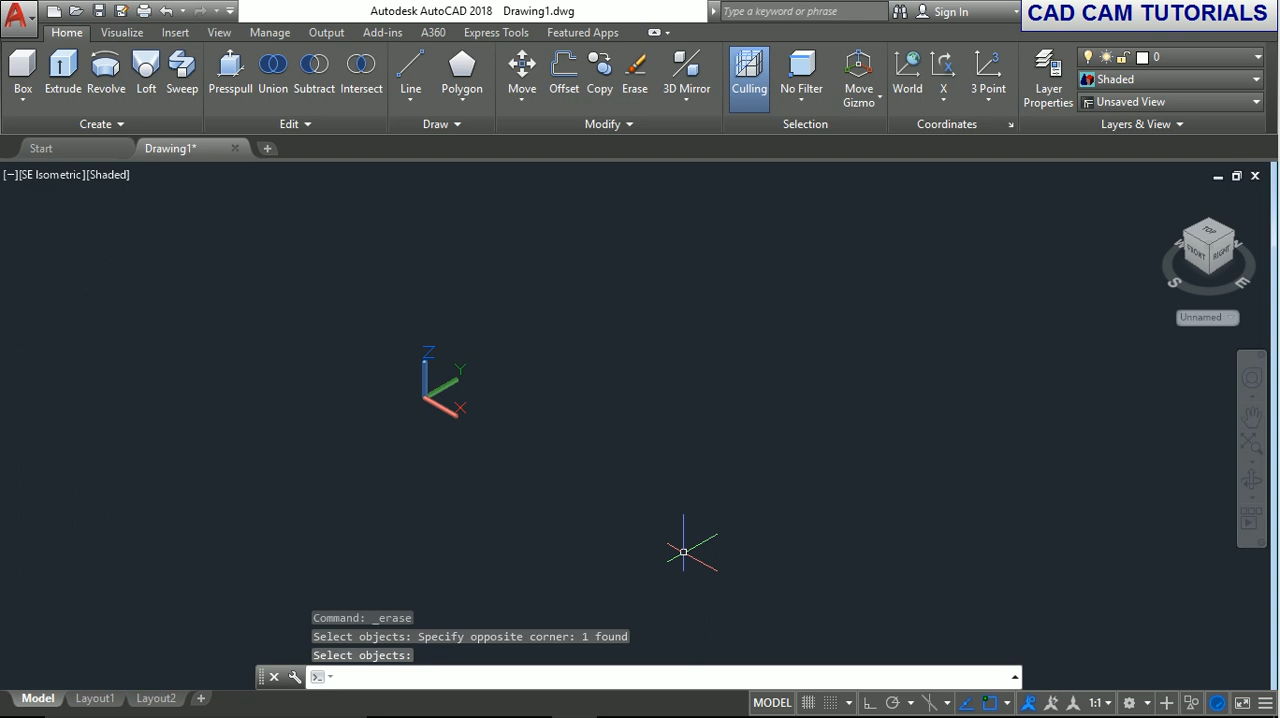 Autodesk AutoCAD 2018 Drawing1.dwg
Type a keyword or phrase
Sign In
CAD CAM TUTORIALS
Home Visualize Insert View Manage Output Add-ins A360 Express Tools Featured Apps
Box Extrude Revolve Loft Sweep Presspull Union Subtract Intersect Line Polygon Move Offset Copy Erase 3D Mirror Culling No Filter Move Gizmo World X 3 Point Layer Properties
0
Shaded
Unsaved View
Create Edit Draw Modify Selection Coordinates Layers & View
Start Drawing1*
[−][SE Isometric][Shaded]
TOP
FRONT RIGHT
W N
S E
Unnamed
Z
Y
X
Command: _erase
Select objects: Specify opposite corner: 1 found
Select objects:
Model Layout1 Layout2
MODEL 1:1